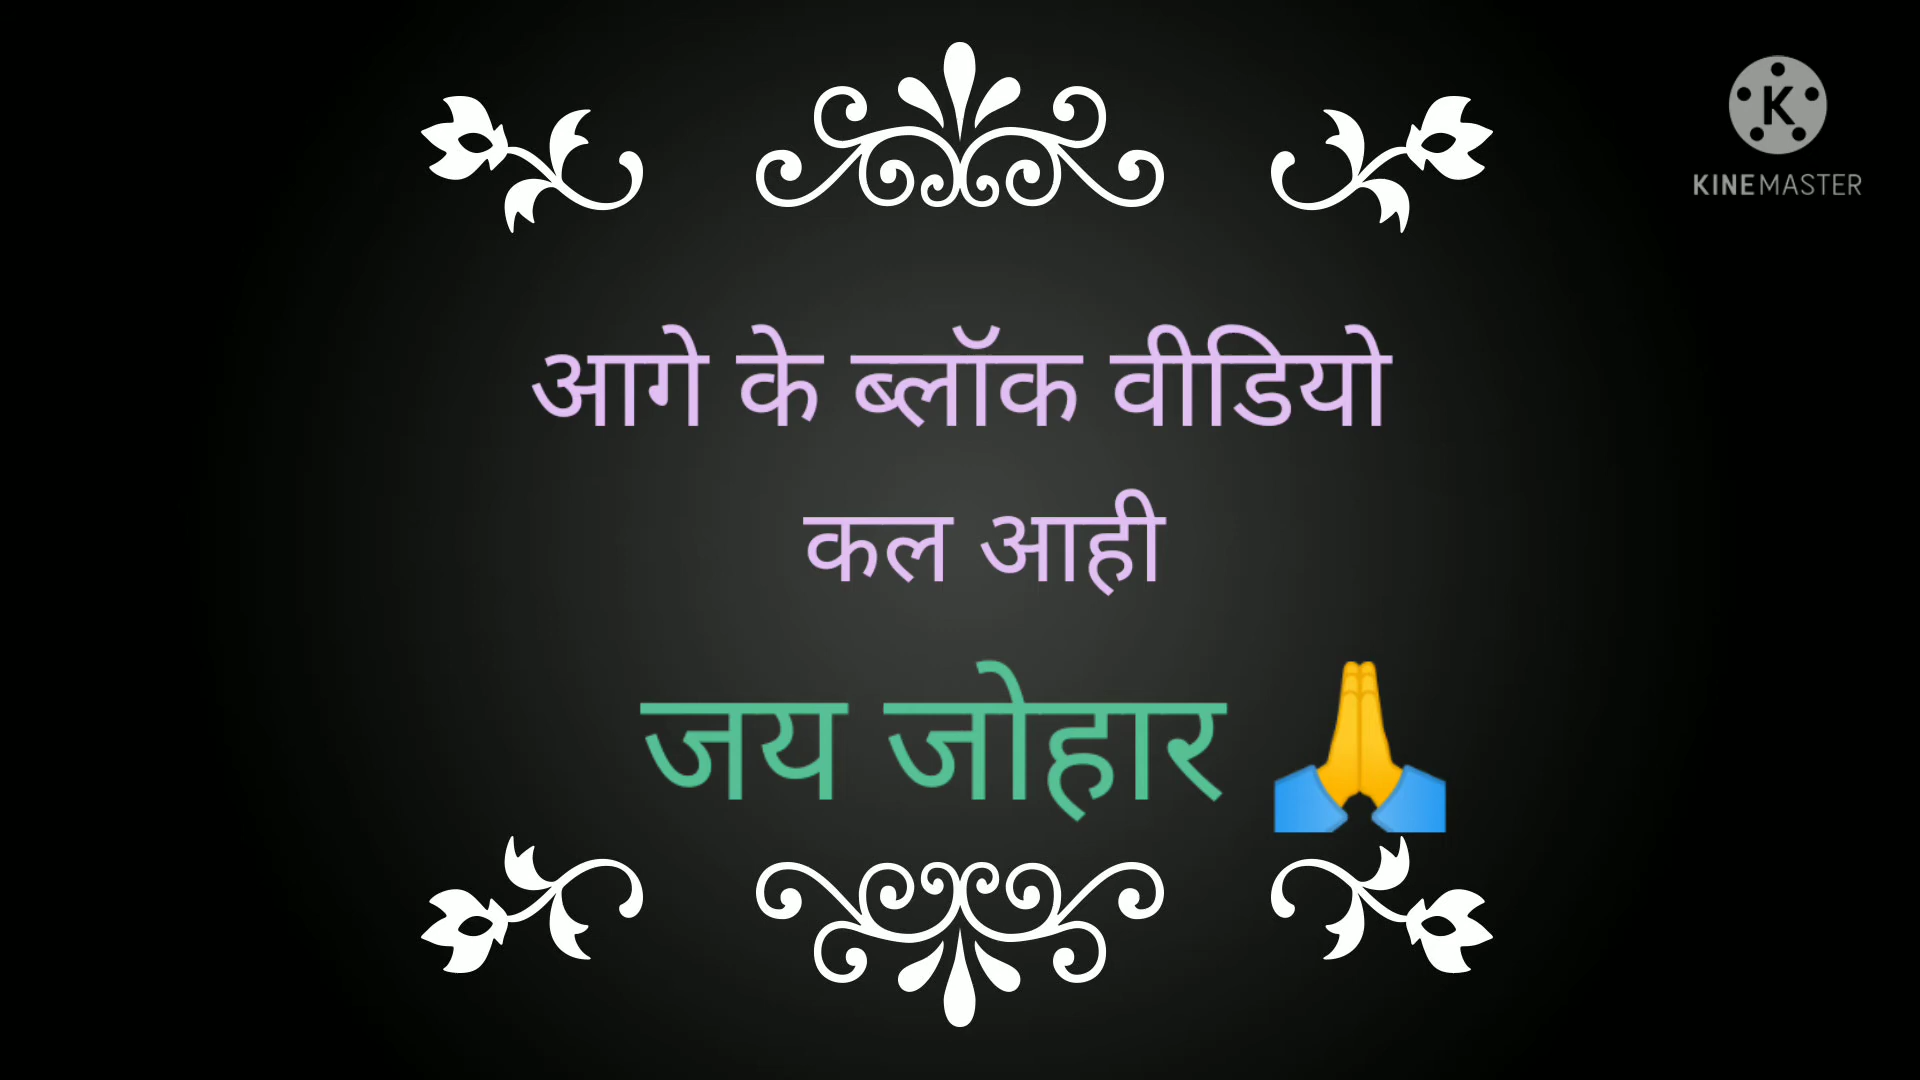 KINEMASTER
आगे के ब्लॉक वीडियो
कल आही
जय जोहार 🙏